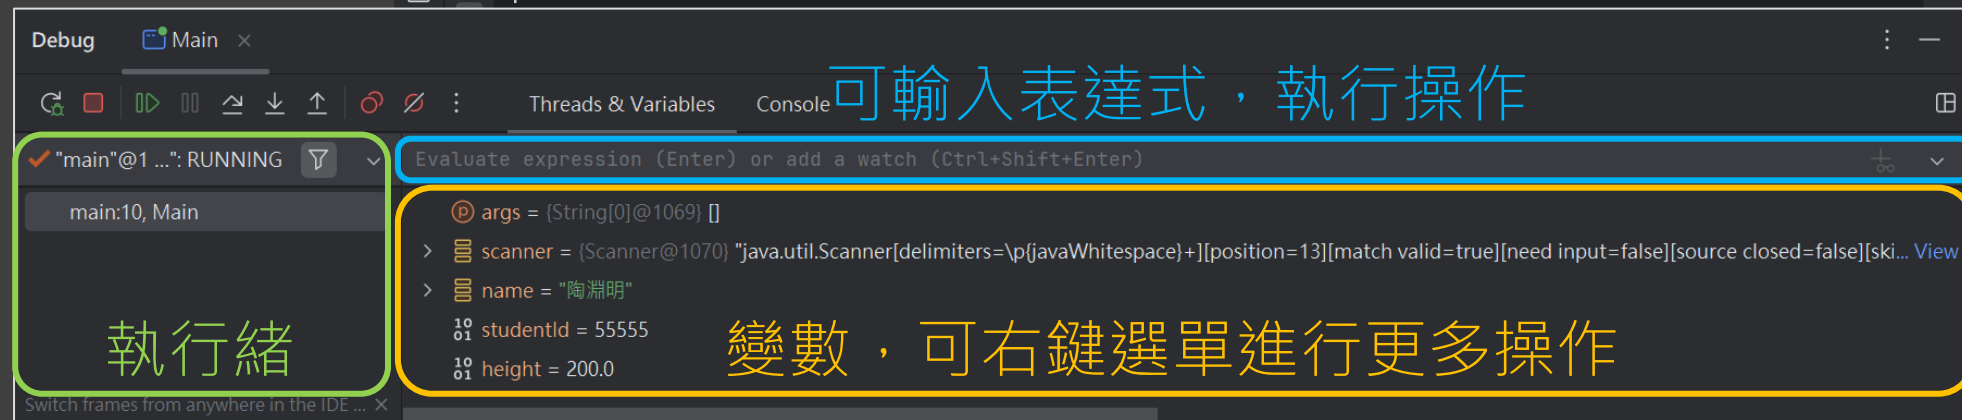 Debug
Main
Threads & Variables
Console
可輸入表達式，執行操作
"main"@1 ...": RUNNING
Evaluate expression (Enter) or add a watch (Ctrl+Shift+Enter)
main:10, Main
args = {String[0]@1069} []
scanner = {Scanner@1070} "java.util.Scanner[delimiters=\p{javaWhitespace}+][position=13][match valid=true][need input=false][source closed=false][ski... View
name = "陶淵明"
studentId = 55555
height = 200.0
執行緒
變數，可右鍵選單進行更多操作
Switch frames from anywhere in the IDE ...